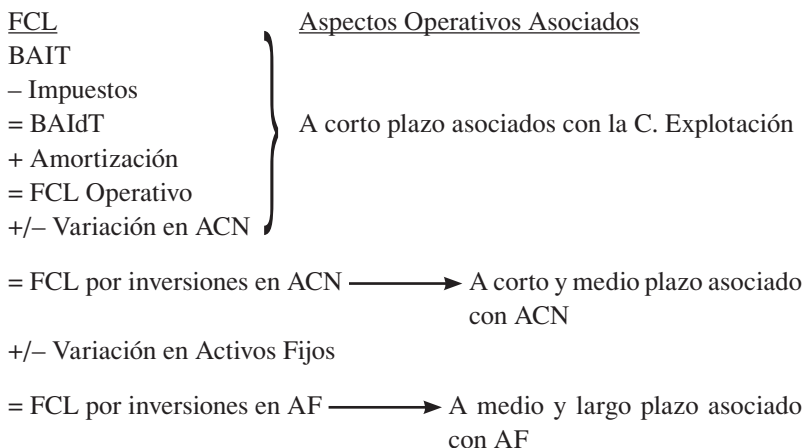 FCL Aspectos Operativos Asociados
BAIT
– Impuestos
= BAIdT A corto plazo asociados con la C. Explotación
+ Amortización
= FCL Operativo
+/– Variación en ACN
= FCL por inversiones en ACN A corto y medio plazo asociado
con ACN
+/– Variación en Activos Fijos
= FCL por inversiones en AF A medio y largo plazo asociado
con AF